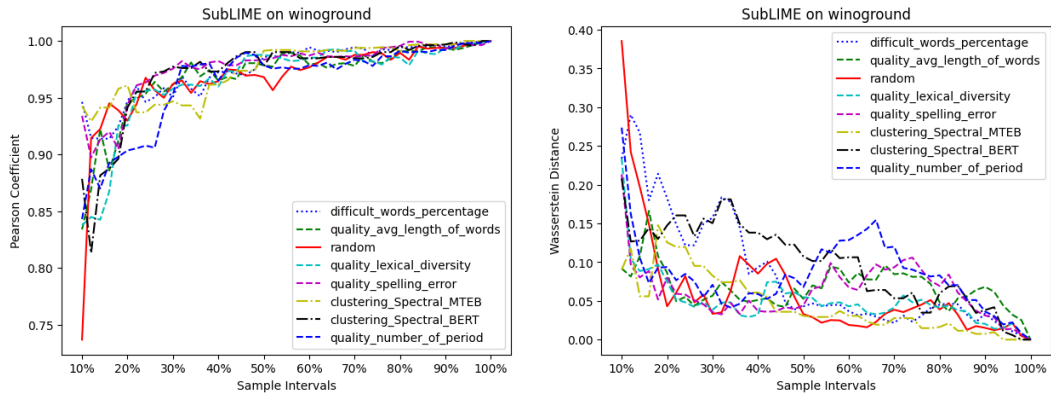 SubLIME on winoground
1.00
0.95
0.90
0.85
0.80
0.75
Pearson Coefficient
difficult_words_percentage
quality_avg_length_of_words
random
quality_lexical_diversity
quality_spelling_error
clustering_Spectral_MTEB
clustering_Spectral_BERT
quality_number_of_period
10% 20% 30% 40% 50% 60% 70% 80% 90% 100%
Sample Intervals
SubLIME on winoground
0.40
0.35
0.30
0.25
0.20
0.15
0.10
0.05
0.00
Wasserstein Distance
difficult_words_percentage
quality_avg_length_of_words
random
quality_lexical_diversity
quality_spelling_error
clustering_Spectral_MTEB
clustering_Spectral_BERT
quality_number_of_period
10% 20% 30% 40% 50% 60% 70% 80% 90% 100%
Sample Intervals